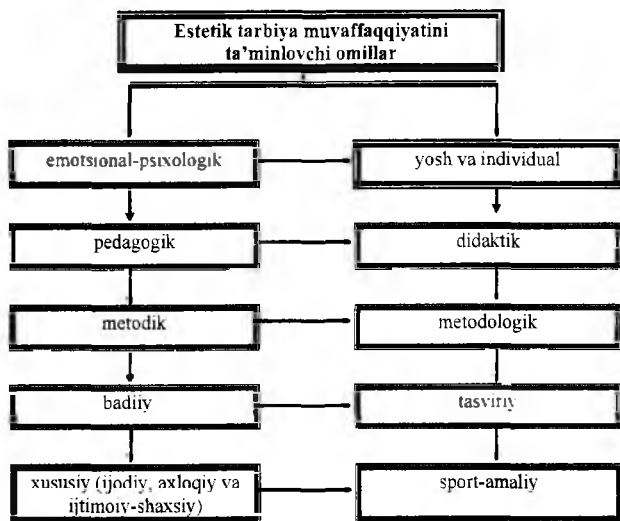 Estetik tarbiya muvaffaqqiyatini
ta'minlovchi omillar
emotsional-psixologik
yosh va individual
pedagogik
didaktik
metodik
metodologik
badiiy
tasviriy
xususiy (ijodiy, axloqiy va
ijtimoiy-shaxsiy)
sport-amaliy